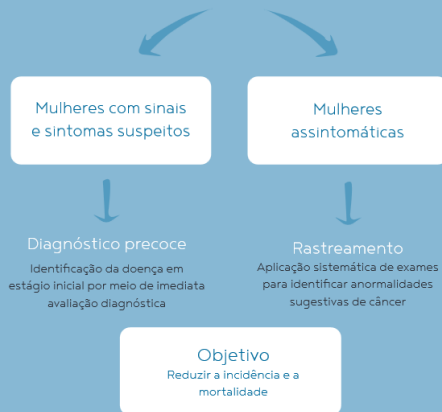 Mulheres com sinais
e sintomas suspeitos
Diagnóstico precoce
Identificação da doença em
estágio inicial por meio de imediata
avaliação diagnóstica
Mulheres
assintomáticas
Rastreamento
Aplicação sistemática de exames
para identificar anormalidades
sugestivas de câncer
Objetivo
Reduzir a incidência e a
mortalidade